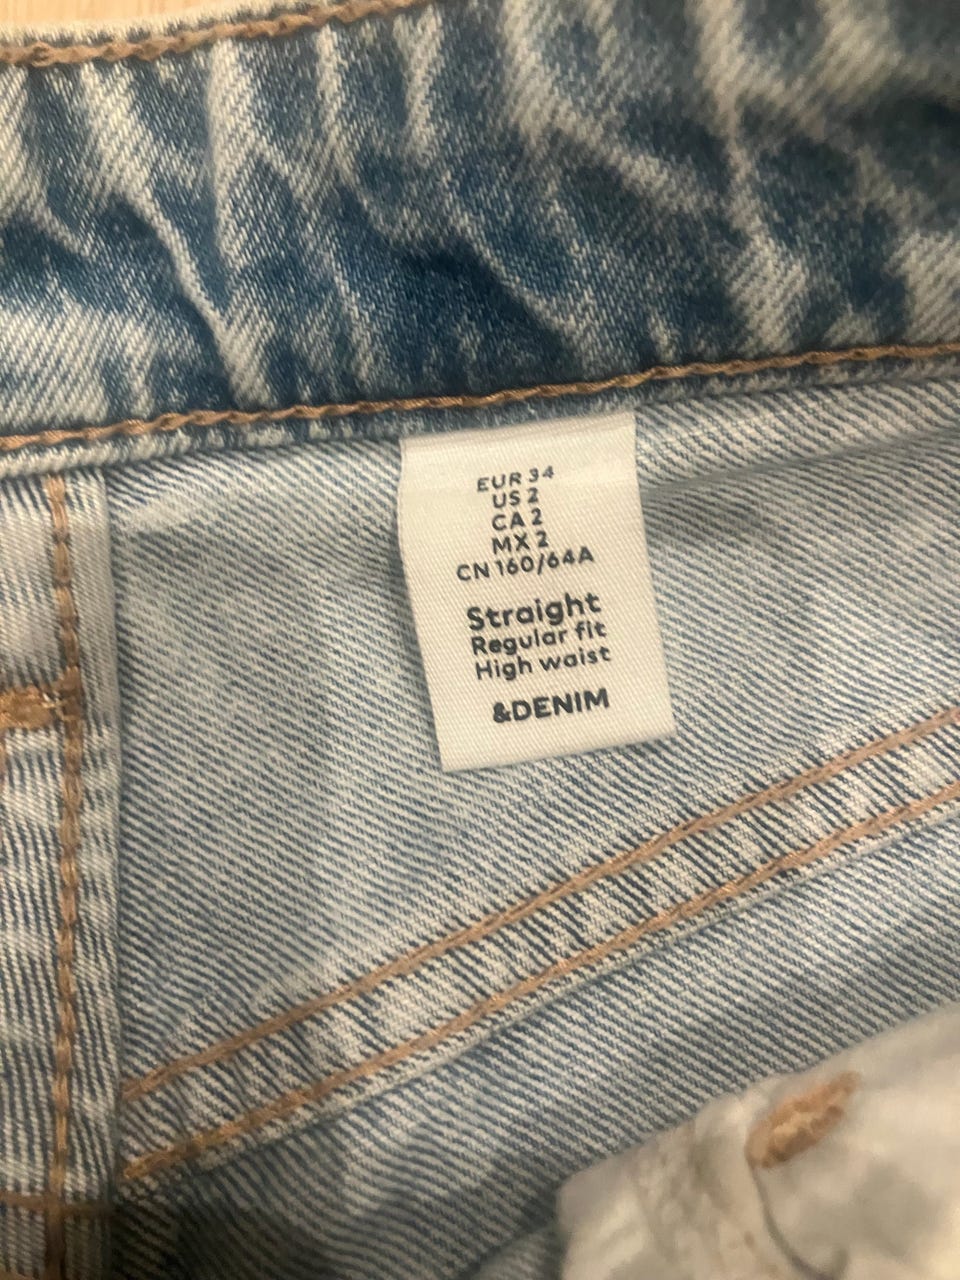 EUR 34
US 2
CA 2
MX 2
CN 160/64A
Straight
Regular fit
High waist
&DENIM